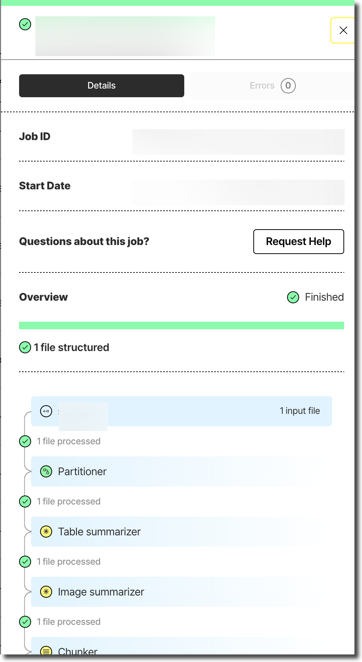 Details
Errors 0
Job ID
Start Date
Questions about this job?
Request Help
Overview
Finished
1 file structured
1 input file
1 file processed
Partitioner
1 file processed
Table summarizer
1 file processed
Image summarizer
1 file processed
Chunker